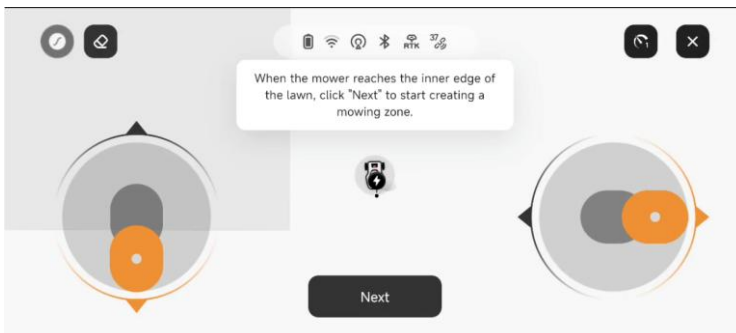 RTK
37
1
When the mower reaches the inner edge of
the lawn, click "Next" to start creating a
mowing zone.
Next